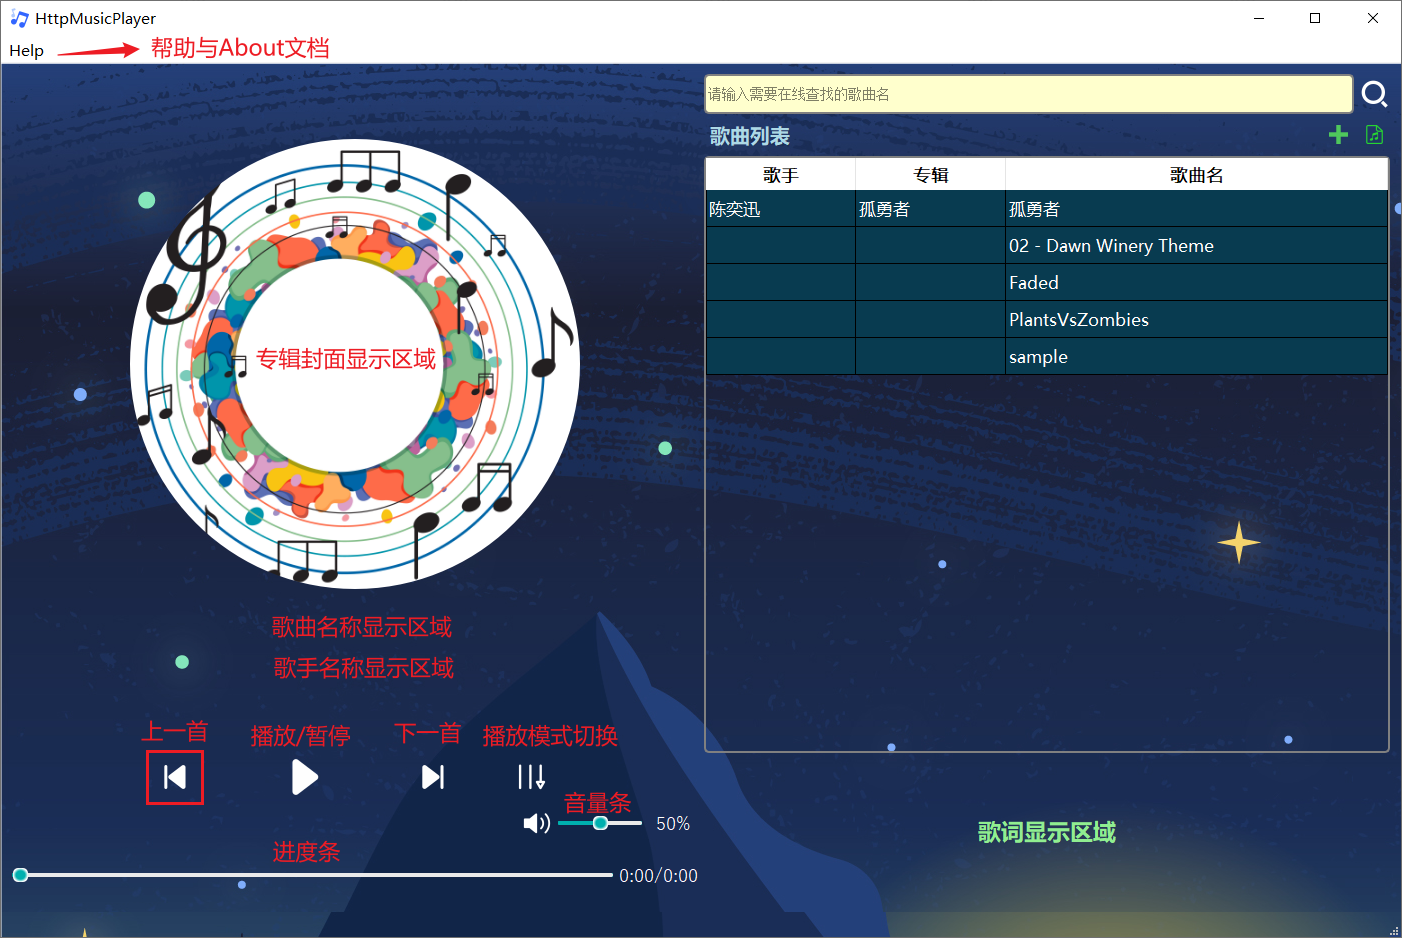 HttpMusicPlayer
Help
帮助与About文档
请输入需要在线查找的歌曲名
歌曲列表
歌手 专辑 歌曲名
陈奕迅 孤勇者 孤勇者
02 - Dawn Winery Theme
Faded
PlantsVsZombies
sample
专辑封面显示区域
歌曲名称显示区域
歌手名称显示区域
上一首 播放/暂停 下一首 播放模式切换
音量条
50%
进度条
0:00/0:00
歌词显示区域